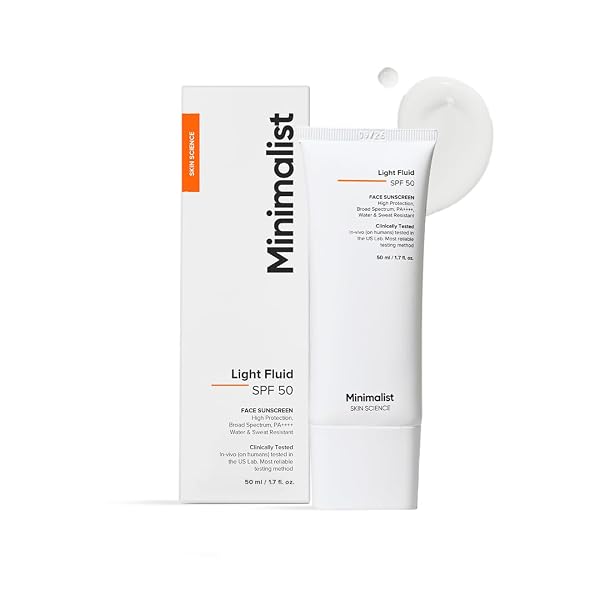 SKIN SCIENCE
Minimalist
Light Fluid
SPF 50
FACE SUNSCREEN
High Protection,
Broad Spectrum, PA++++
Water & Sweat Resistant
Clinically Tested
In-vivo (on humans) tested in
the US Lab. Most reliable
testing method
50 ml / 1.7 fl. oz.
09/26
Light Fluid
SPF 50
FACE SUNSCREEN
High Protection,
Broad Spectrum, PA++++,
Water & Sweat Resistant
Clinically Tested
In-vivo (on humans) tested in
the US Lab. Most reliable
testing method
50 ml / 1.7 fl. oz.
Minimalist
SKIN SCIENCE